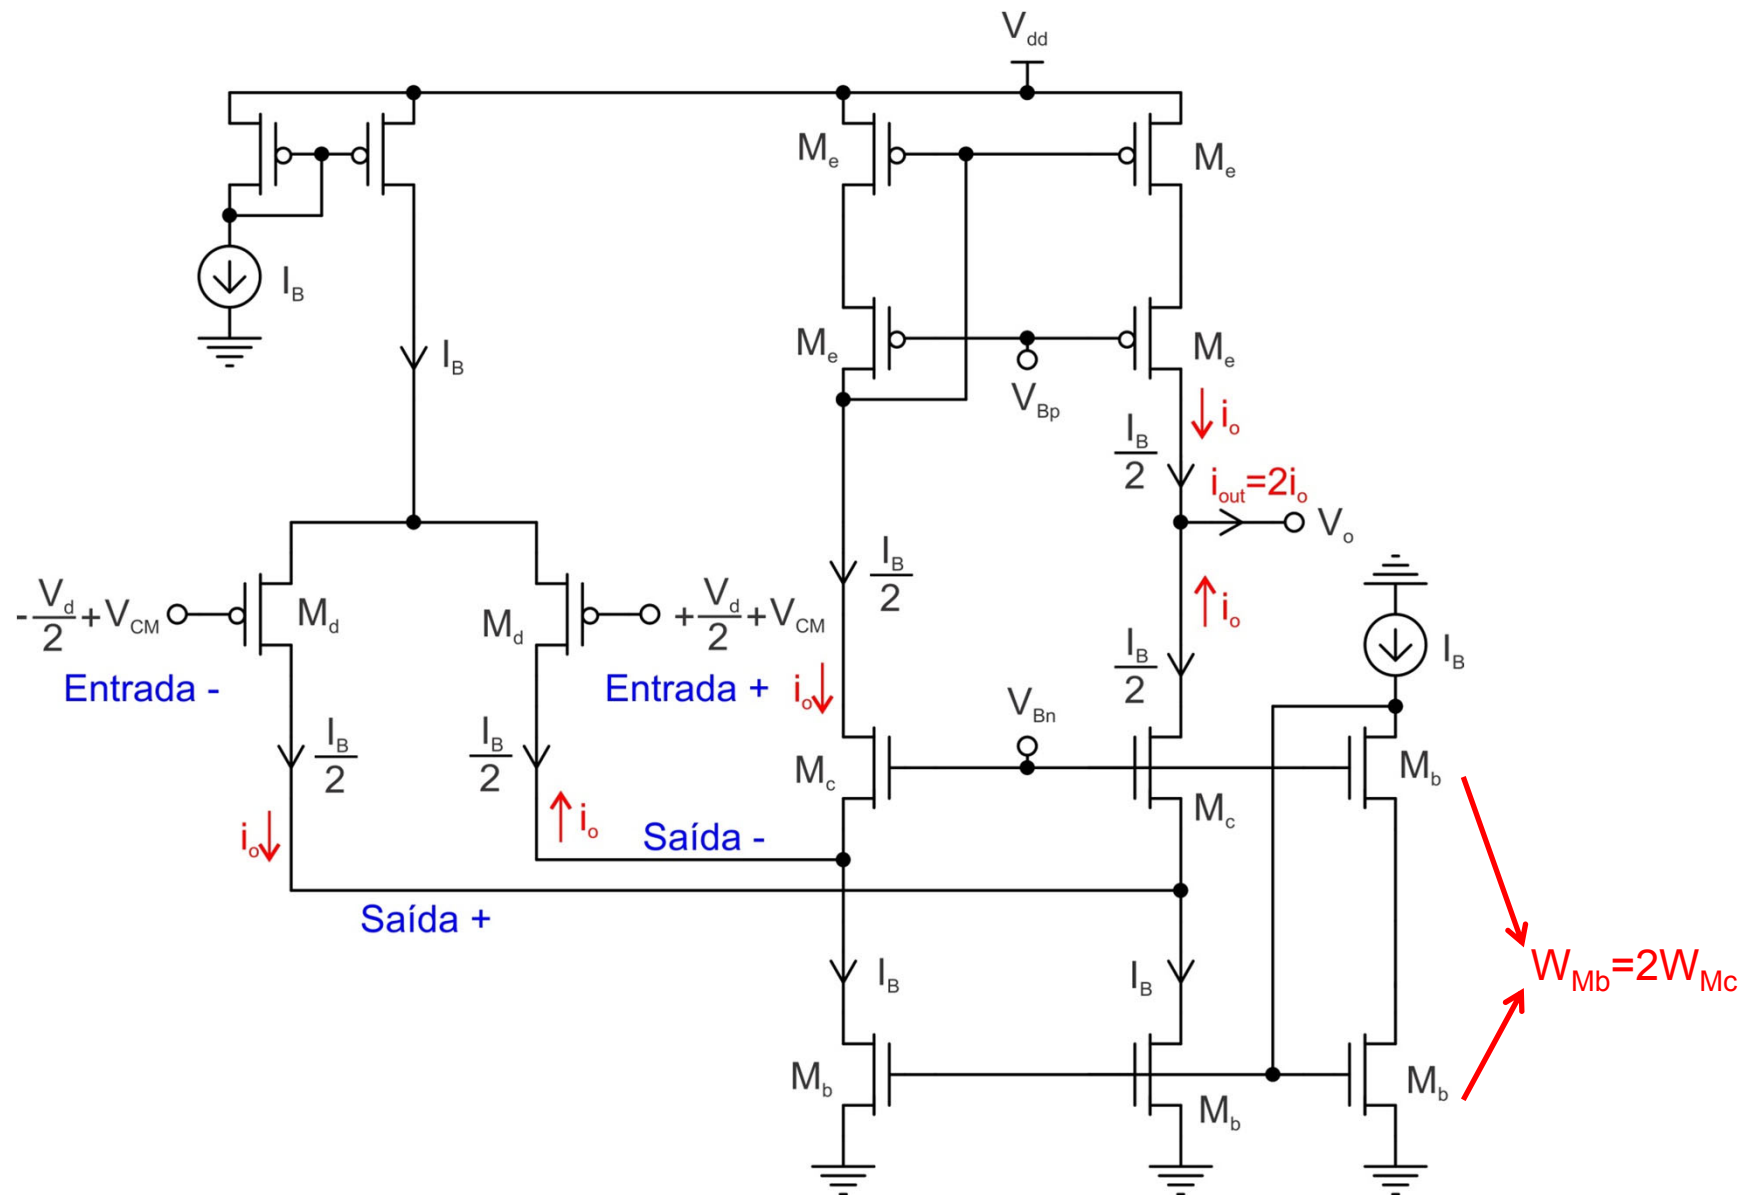 V_dd
M_e
M_e
I_B
M_e
M_e
I_B
V_Bp
i_o
I_B/2
i_out=2i_o
V_o
I_B/2
-V_d/2+V_CM
M_d
M_d
+V_d/2+V_CM
i_o
I_B/2
I_B
Entrada -
Entrada +
i_o
V_Bn
I_B/2
I_B/2
M_c
M_b
M_c
i_o
i_o
Saída -
Saída +
I_B
I_B
W_Mb=2W_Mc
M_b
M_b
M_b